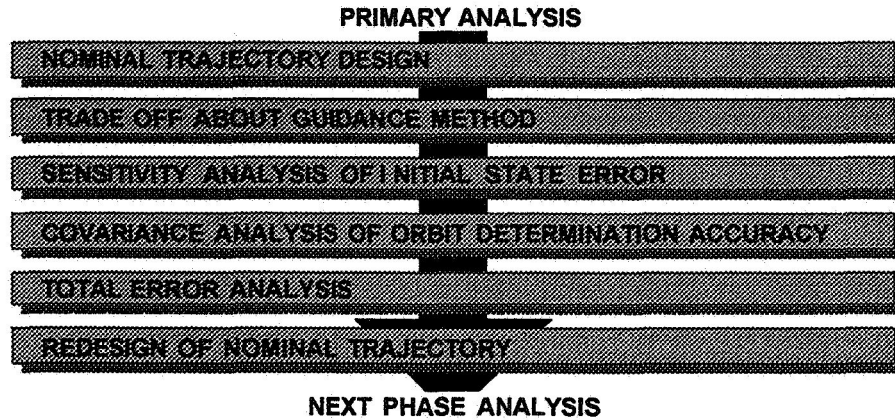 PRIMARY ANALYSIS
NOMINAL TRAJECTORY DESIGN
TRADE OFF ABOUT GUIDANCE METHOD
SENSITIVITY ANALYSIS OF INITIAL STATE ERROR
COVARIANCE ANALYSIS OF ORBIT DETERMINATION ACCURACY
TOTAL ERROR ANALYSIS
REDESIGN OF NOMINAL TRAJECTORY
NEXT PHASE ANALYSIS